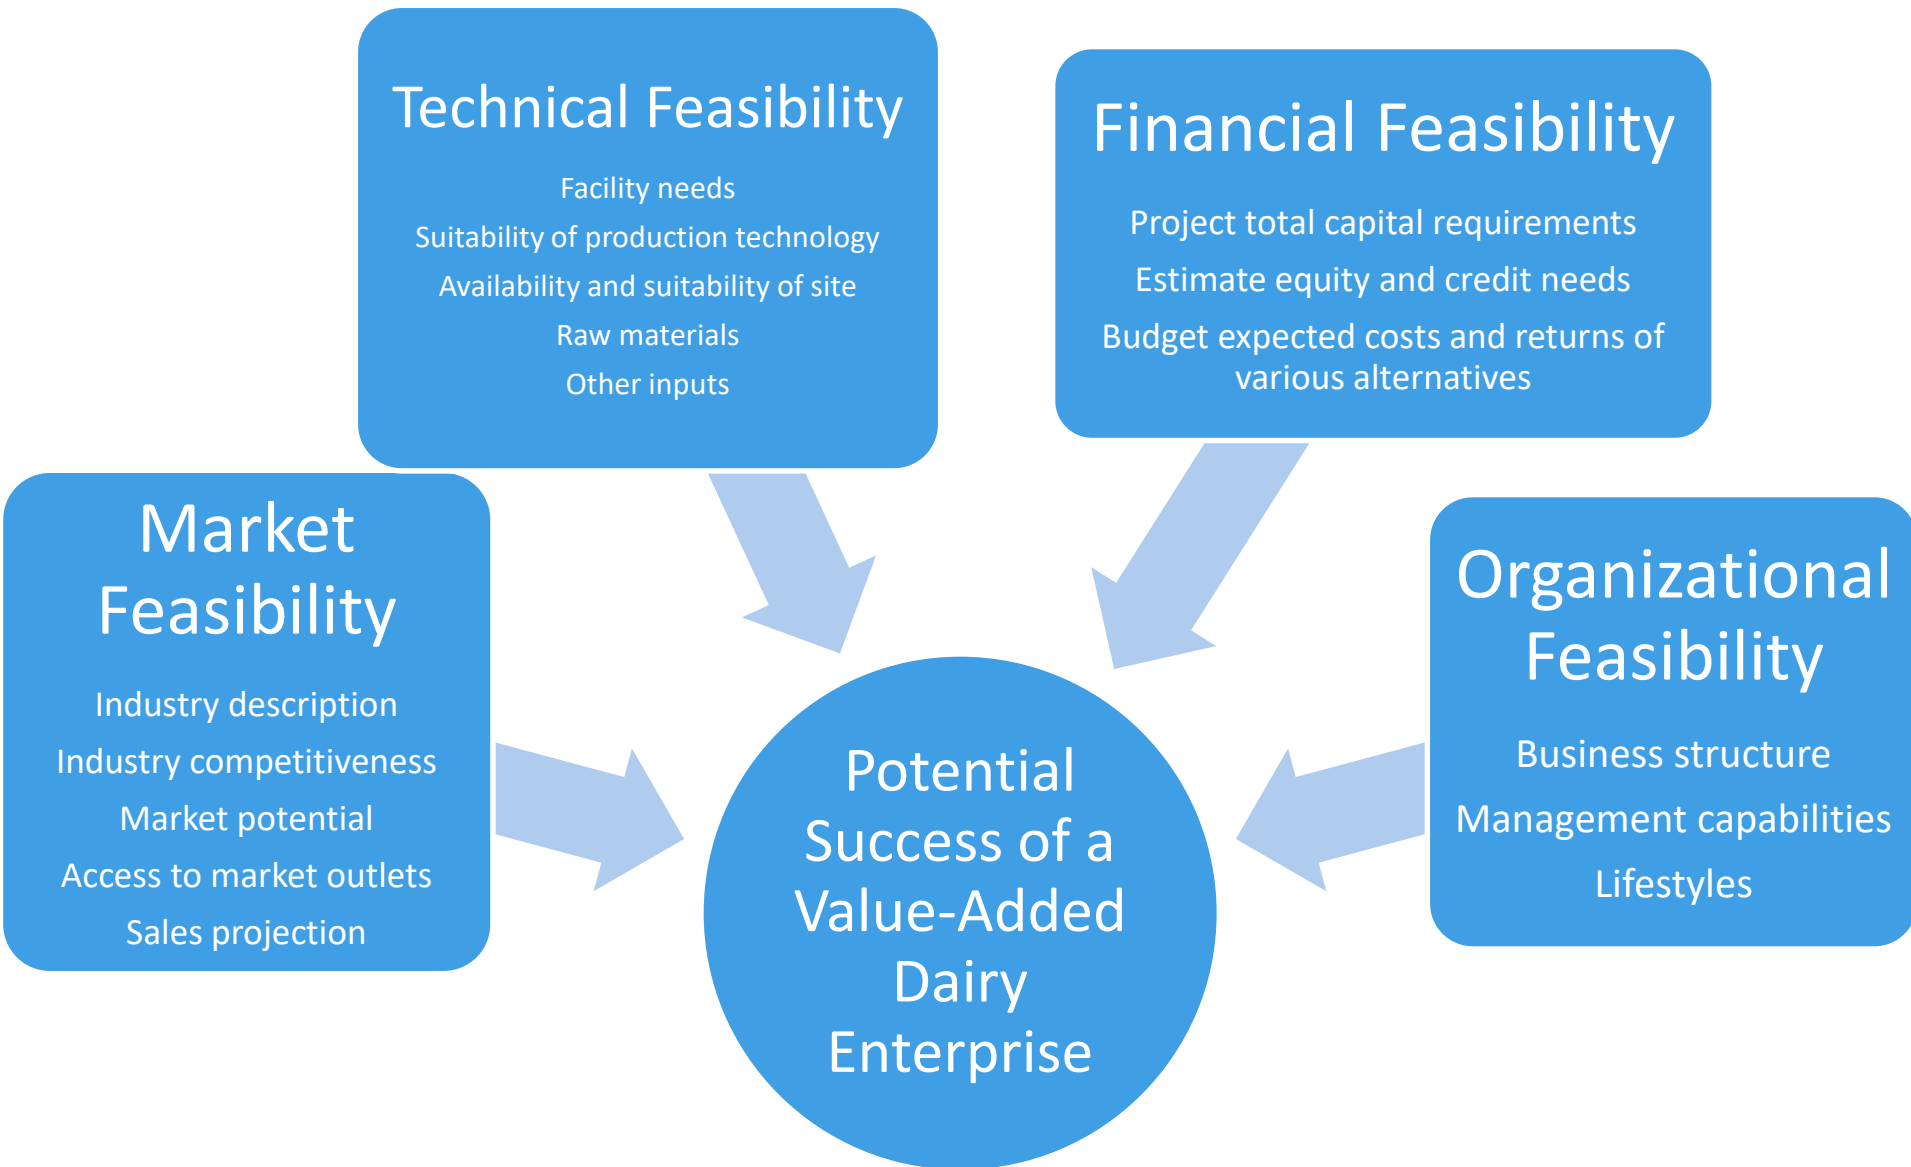 Technical Feasibility
Facility needs
Suitability of production technology
Availability and suitability of site
Raw materials
Other inputs
Financial Feasibility
Project total capital requirements
Estimate equity and credit needs
Budget expected costs and returns of
various alternatives
Market
Feasibility
Industry description
Industry competitiveness
Market potential
Access to market outlets
Sales projection
Organizational
Feasibility
Business structure
Management capabilities
Lifestyles
Potential
Success of a
Value-Added
Dairy
Enterprise